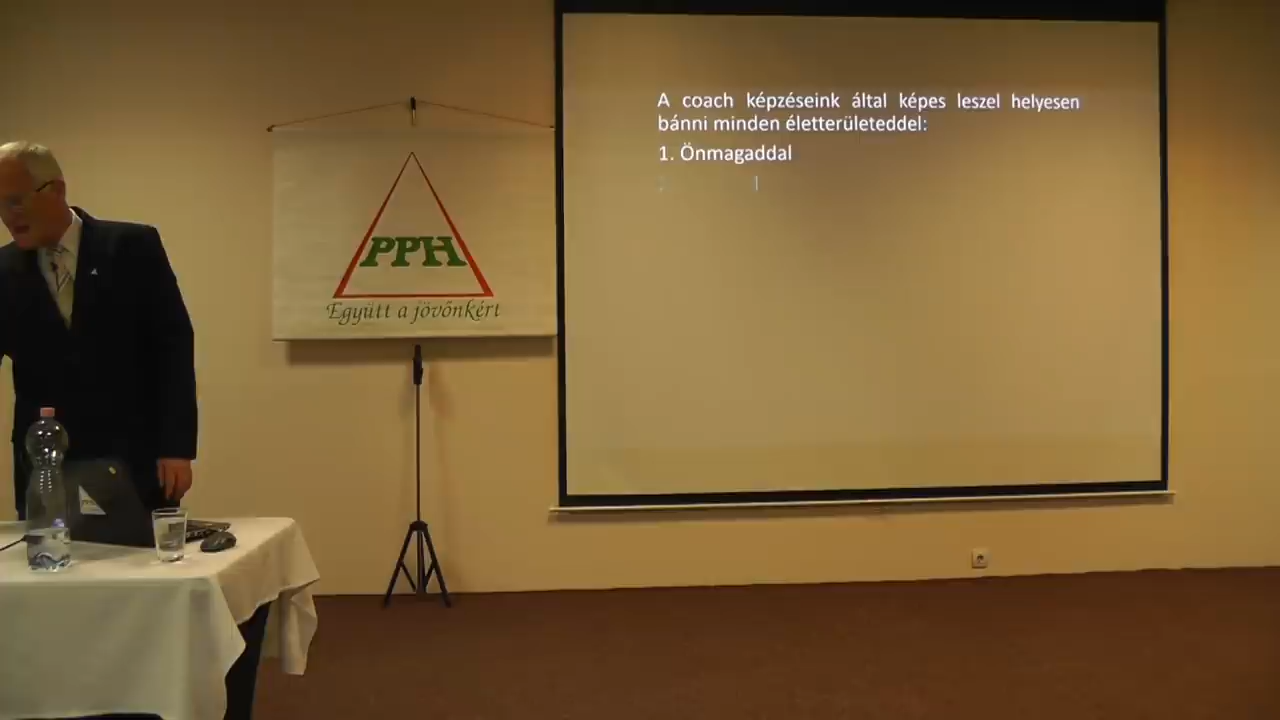 A coach képzéseink által képes leszel helyesen
bánni minden életterületeddel:
1. Önmagaddal
PPH
Együtt a jövőnkért